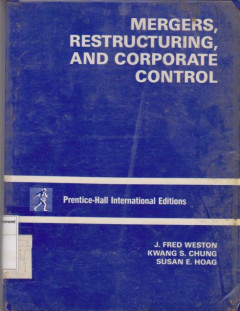 MERGERS,
RESTRUCTURING,
AND CORPORATE
CONTROL
Prentice-Hall International Editions
J. FRED WESTON
KWANG S. CHUNG
SUSAN E. HOAG